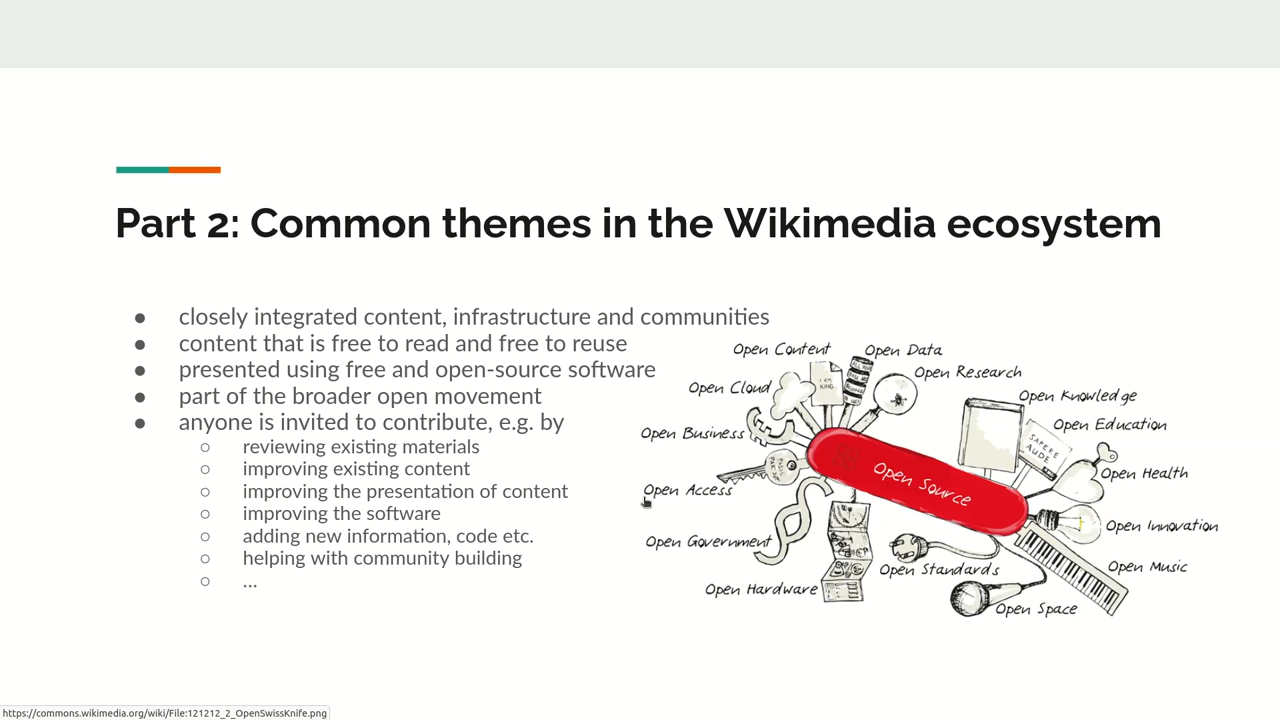 Part 2: Common themes in the Wikimedia ecosystem
● closely integrated content, infrastructure and communities
● content that is free to read and free to reuse
● presented using free and open-source software
● part of the broader open movement
● anyone is invited to contribute, e.g. by
○ reviewing existing materials
○ improving existing content
○ improving the presentation of content
○ improving the software
○ adding new information, code etc.
○ helping with community building
○ ...
Open Content
Open Data
Open Cloud
Open Research
Open Knowledge
Open Business
Open Education
Open Access
Open Source
Open Health
Open Government
Open Innovation
Open Hardware
Open Standards
Open Music
Open Space
I AM
KING
SAPERE
AUDE
https://commons.wikimedia.org/wiki/File:121212_2_OpenSwissKnife.png